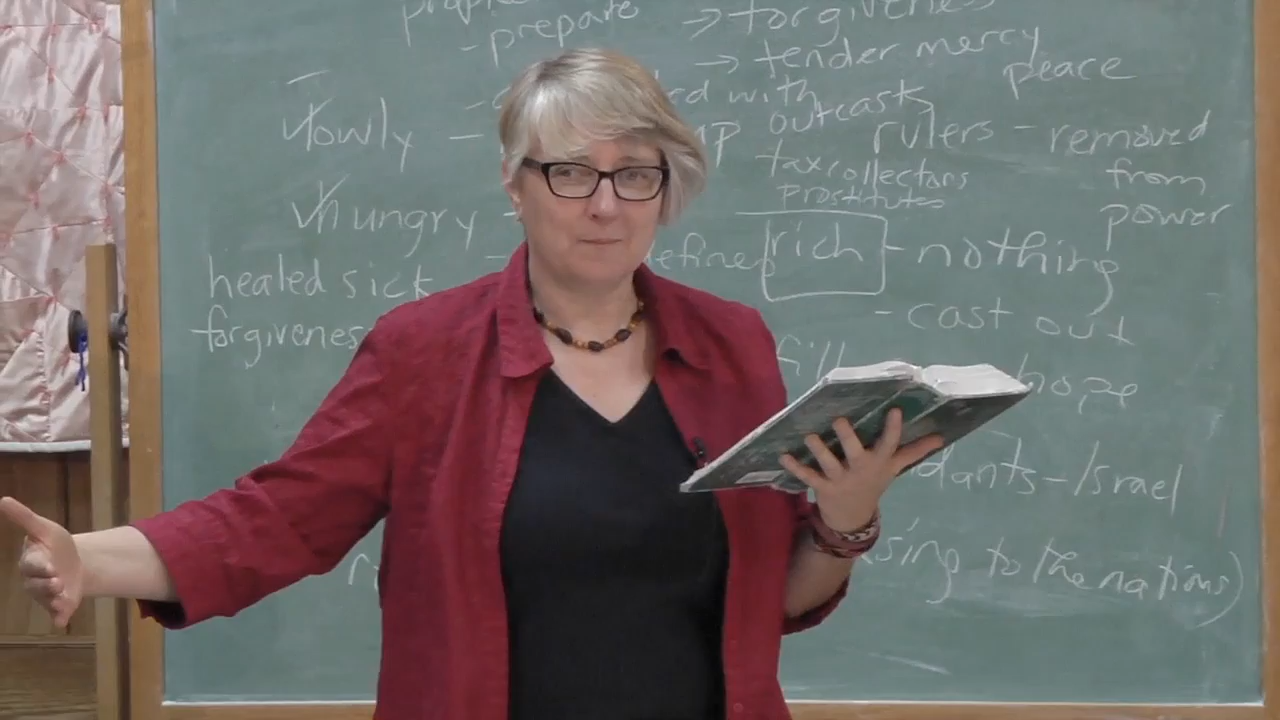 - prepare → forgiveness
→ tender mercy
peace
lowly - with outcasts rulers - removed from power
tax collectors
prostitutes
hungry - rich - nothing
healed sick
forgiveness - cast out
hope
- Israel
to the nations)